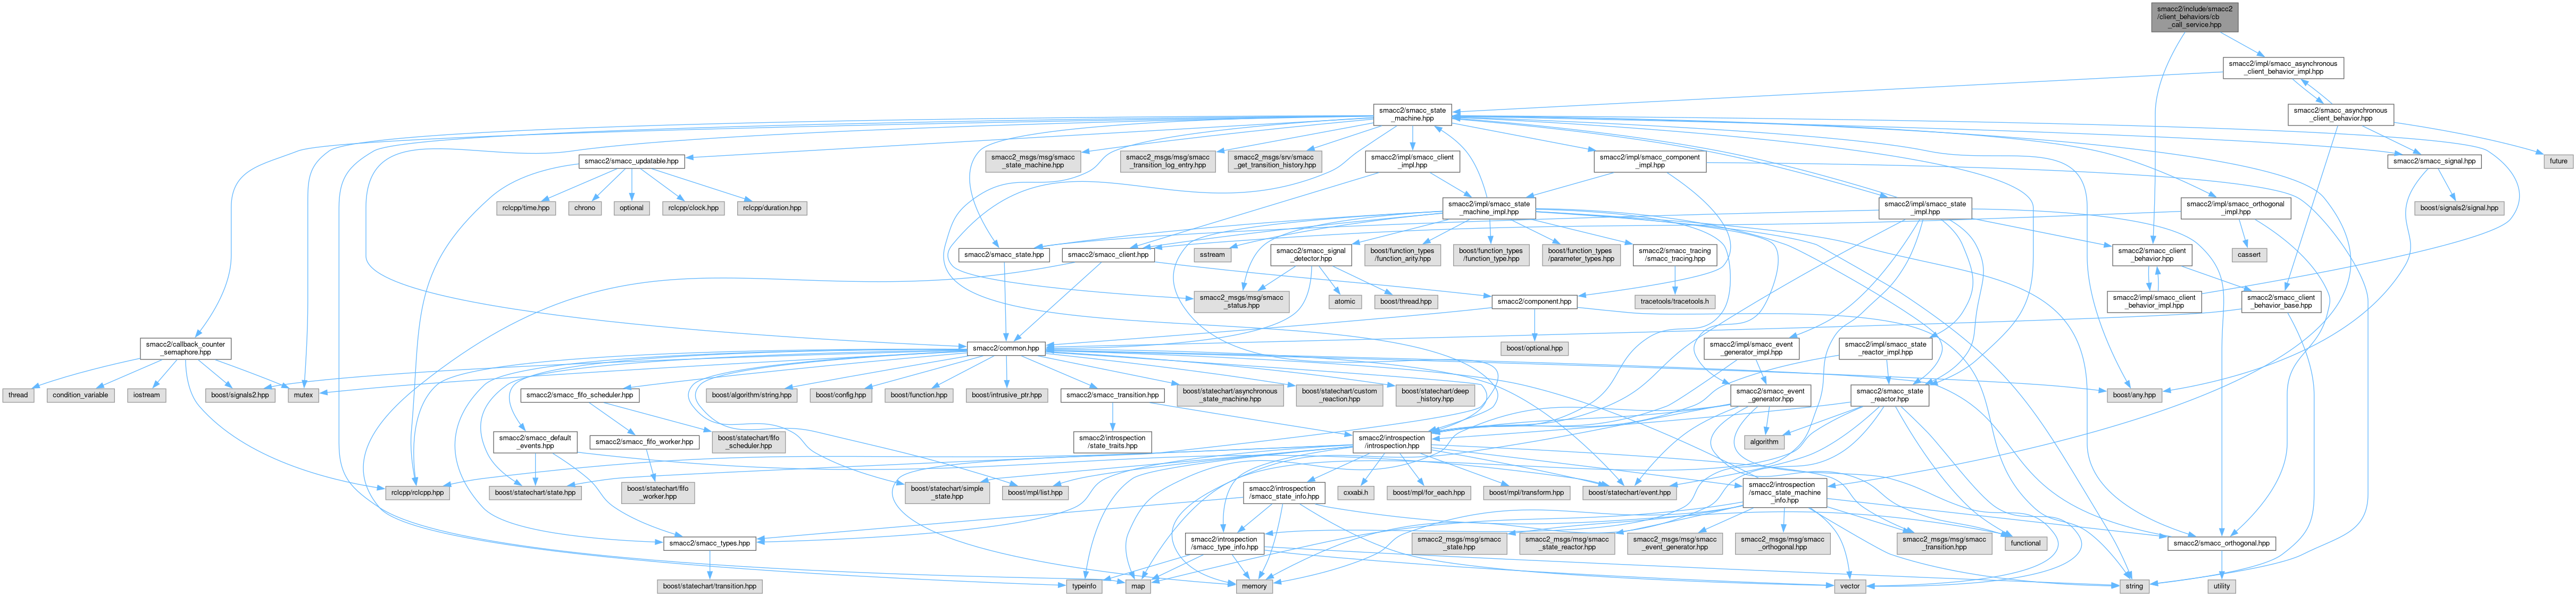 smacc2/include/smacc2
/client_behaviors/cb
_call_service.hpp
smacc2/impl/smacc_asynchronous
_client_behavior_impl.hpp
smacc2/smacc_state
_machine.hpp
smacc2/smacc_asynchronous
_client_behavior.hpp
smacc2/smacc_updatable.hpp
smacc2_msgs/msg/smacc
_state_machine.hpp
smacc2_msgs/msg/smacc
_transition_log_entry.hpp
smacc2_msgs/srv/smacc
_get_transition_history.hpp
smacc2/impl/smacc_client
_impl.hpp
smacc2/impl/smacc_component
_impl.hpp
smacc2/smacc_signal.hpp
future
rclcpp/time.hpp
chrono
optional
rclcpp/clock.hpp
rclcpp/duration.hpp
smacc2/impl/smacc_state
_machine_impl.hpp
smacc2/impl/smacc_state
_impl.hpp
smacc2/impl/smacc_orthogonal
_impl.hpp
boost/signals2/signal.hpp
smacc2/smacc_state.hpp
smacc2/smacc_client.hpp
sstream
smacc2/smacc_signal
_detector.hpp
boost/function_types
/function_arity.hpp
boost/function_types
/function_type.hpp
boost/function_types
/parameter_types.hpp
smacc2/smacc_tracing
/smacc_tracing.hpp
smacc2/smacc_client
_behavior.hpp
cassert
smacc2_msgs/msg/smacc
_status.hpp
atomic
boost/thread.hpp
smacc2/component.hpp
tracetools/tracetools.h
smacc2/impl/smacc_client
_behavior_impl.hpp
smacc2/smacc_client
_behavior_base.hpp
smacc2/callback_counter
_semaphore.hpp
smacc2/common.hpp
boost/optional.hpp
smacc2/impl/smacc_event
_generator_impl.hpp
smacc2/impl/smacc_state
_reactor_impl.hpp
thread
condition_variable
iostream
boost/signals2.hpp
mutex
smacc2/smacc_fifo_scheduler.hpp
boost/algorithm/string.hpp
boost/config.hpp
boost/function.hpp
boost/intrusive_ptr.hpp
smacc2/smacc_transition.hpp
boost/statechart/asynchronous
_state_machine.hpp
boost/statechart/custom
_reaction.hpp
boost/statechart/deep
_history.hpp
smacc2/smacc_event
_generator.hpp
smacc2/smacc_state
_reactor.hpp
boost/any.hpp
smacc2/smacc_default
_events.hpp
smacc2/smacc_fifo_worker.hpp
boost/statechart/fifo
_scheduler.hpp
smacc2/introspection
/state_traits.hpp
smacc2/introspection
/introspection.hpp
algorithm
rclcpp/rclcpp.hpp
boost/statechart/state.hpp
boost/statechart/fifo
_worker.hpp
boost/statechart/simple
_state.hpp
boost/mpl/list.hpp
smacc2/introspection
/smacc_state_info.hpp
cxxabi.h
boost/mpl/for_each.hpp
boost/mpl/transform.hpp
boost/statechart/event.hpp
smacc2/introspection
/smacc_state_machine
_info.hpp
smacc2/smacc_types.hpp
smacc2/introspection
/smacc_type_info.hpp
smacc2_msgs/msg/smacc
_state.hpp
smacc2_msgs/msg/smacc
_state_reactor.hpp
smacc2_msgs/msg/smacc
_event_generator.hpp
smacc2_msgs/msg/smacc
_orthogonal.hpp
smacc2_msgs/msg/smacc
_transition.hpp
functional
smacc2/smacc_orthogonal.hpp
boost/statechart/transition.hpp
typeinfo
map
memory
vector
string
utility